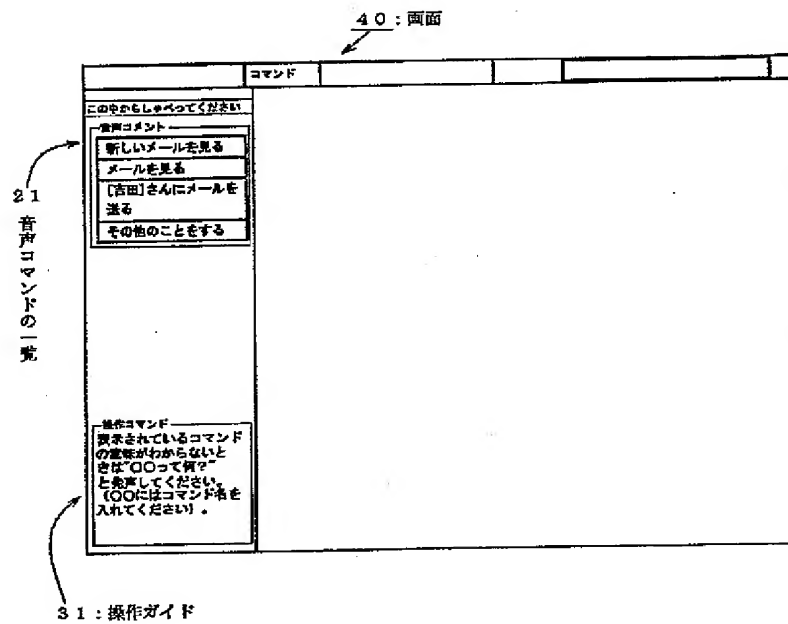 40:画面
コマンド
この中からしゃべってください
音声コメント
新しいメールを見る
メールを見る
[吉田]さんにメールを
送る
その他のことをする
21
音声コマンドの一覧
操作コマンド
表示されているコマンド
の意味がわからないと
きは"〇〇って何?"
と発声してください。
(〇〇にはコマンド名を
入れてください)。
31:操作ガイド